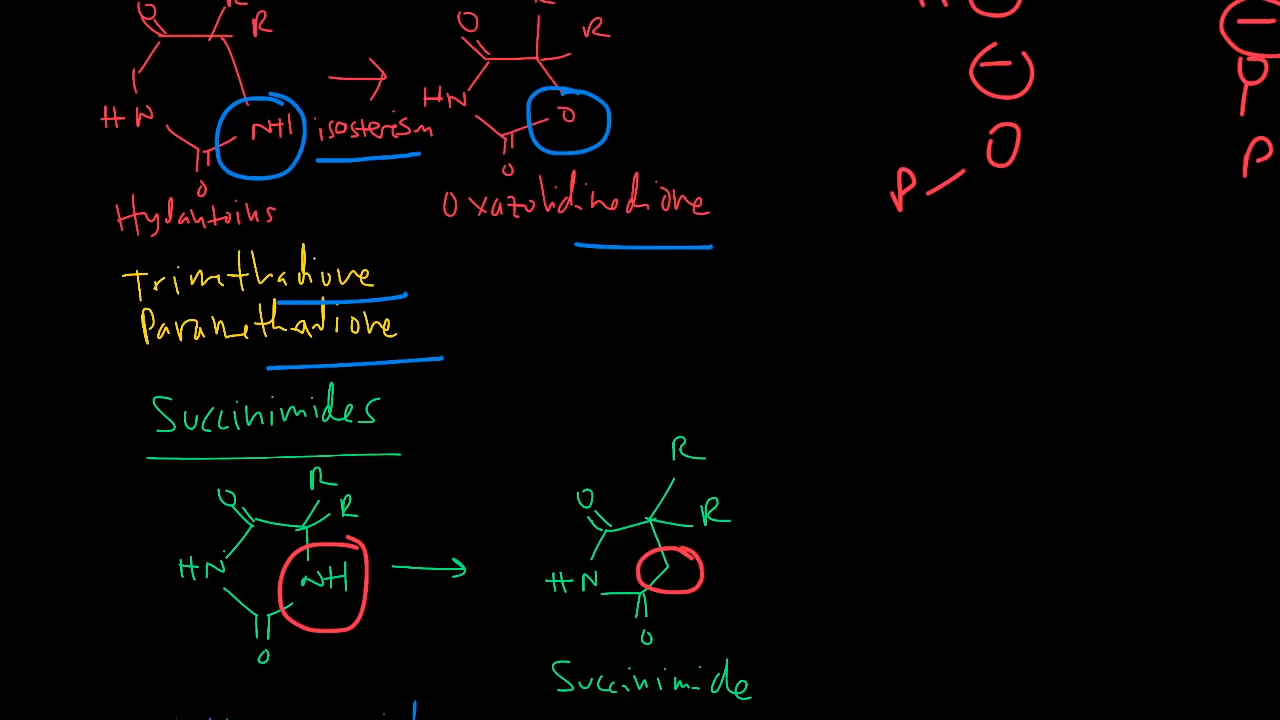 O R
R
HN
NH
O
Hydantoins
isosterism
R
O R
HN
O
O
Oxazolidinedione
Trimethadione
Paramethadione
Succinimides
R
O R
HN
NH
O
R
O R
HN
O
Succinimide
H
P—O
P